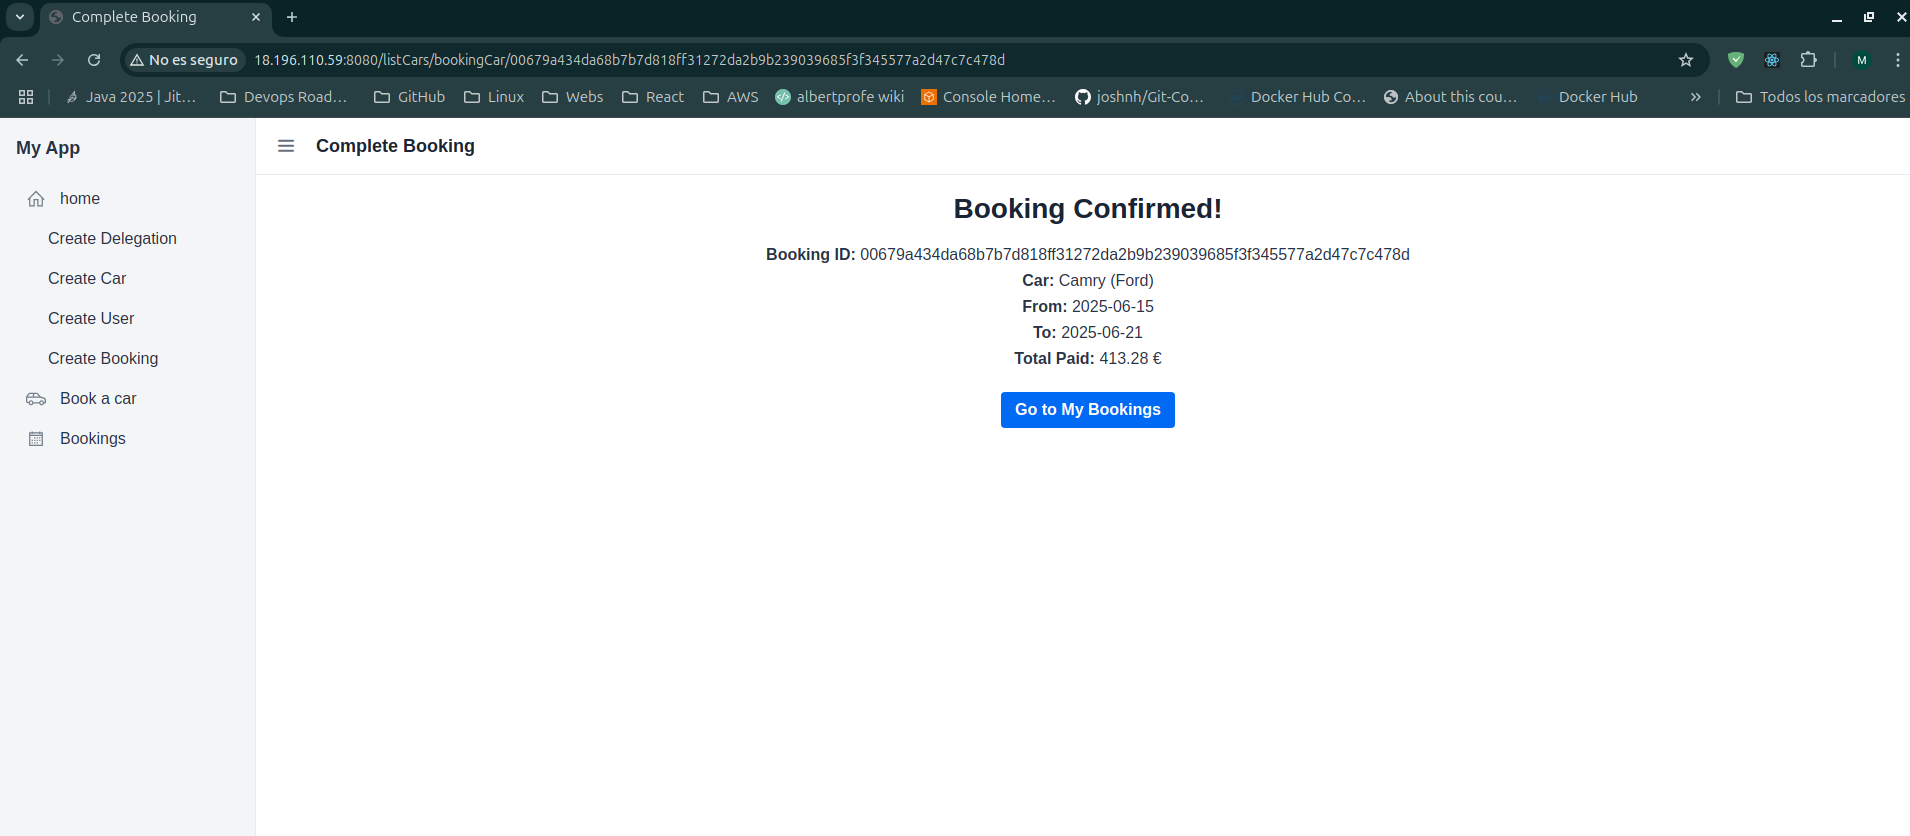 Complete Booking
No es seguro 18.196.110.59:8080/listCars/bookingCar/00679a434da68b7b7d818ff31272da2b9b239039685f3f345577a2d47c7c478d
M
Java 2025 | Jit... Devops Road... GitHub Linux Webs React AWS albertprofe wiki Console Home... joshnh/Git-Co... Docker Hub Co... About this cou... Docker Hub » Todos los marcadores
My App
home
Create Delegation
Create Car
Create User
Create Booking
Book a car
Bookings
Complete Booking
Booking Confirmed!
Booking ID: 00679a434da68b7b7d818ff31272da2b9b239039685f3f345577a2d47c7c478d
Car: Camry (Ford)
From: 2025-06-15
To: 2025-06-21
Total Paid: 413.28 €
Go to My Bookings